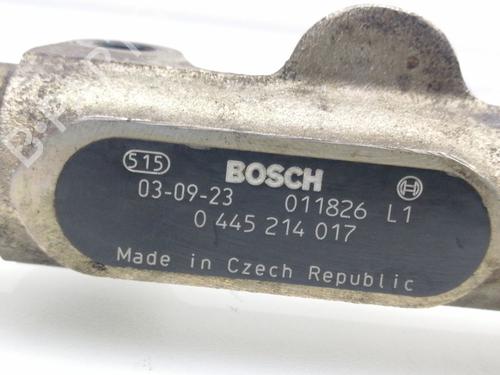 515 BOSCH
03-09-23 011826 L1
0 445 214 017
Made in Czech Republic